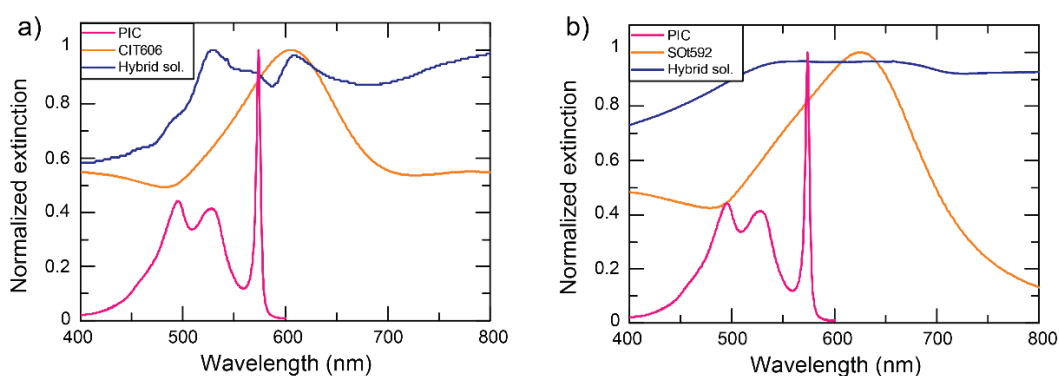 a)
PIC
CIT606
Hybrid sol.
Normalized extinction
1
0.8
0.6
0.4
0.2
0
400 500 600 700 800
Wavelength (nm)
b)
PIC
SOt592
Hybrid sol.
Normalized extinction
1
0.8
0.6
0.4
0.2
0
400 500 600 700 800
Wavelength (nm)